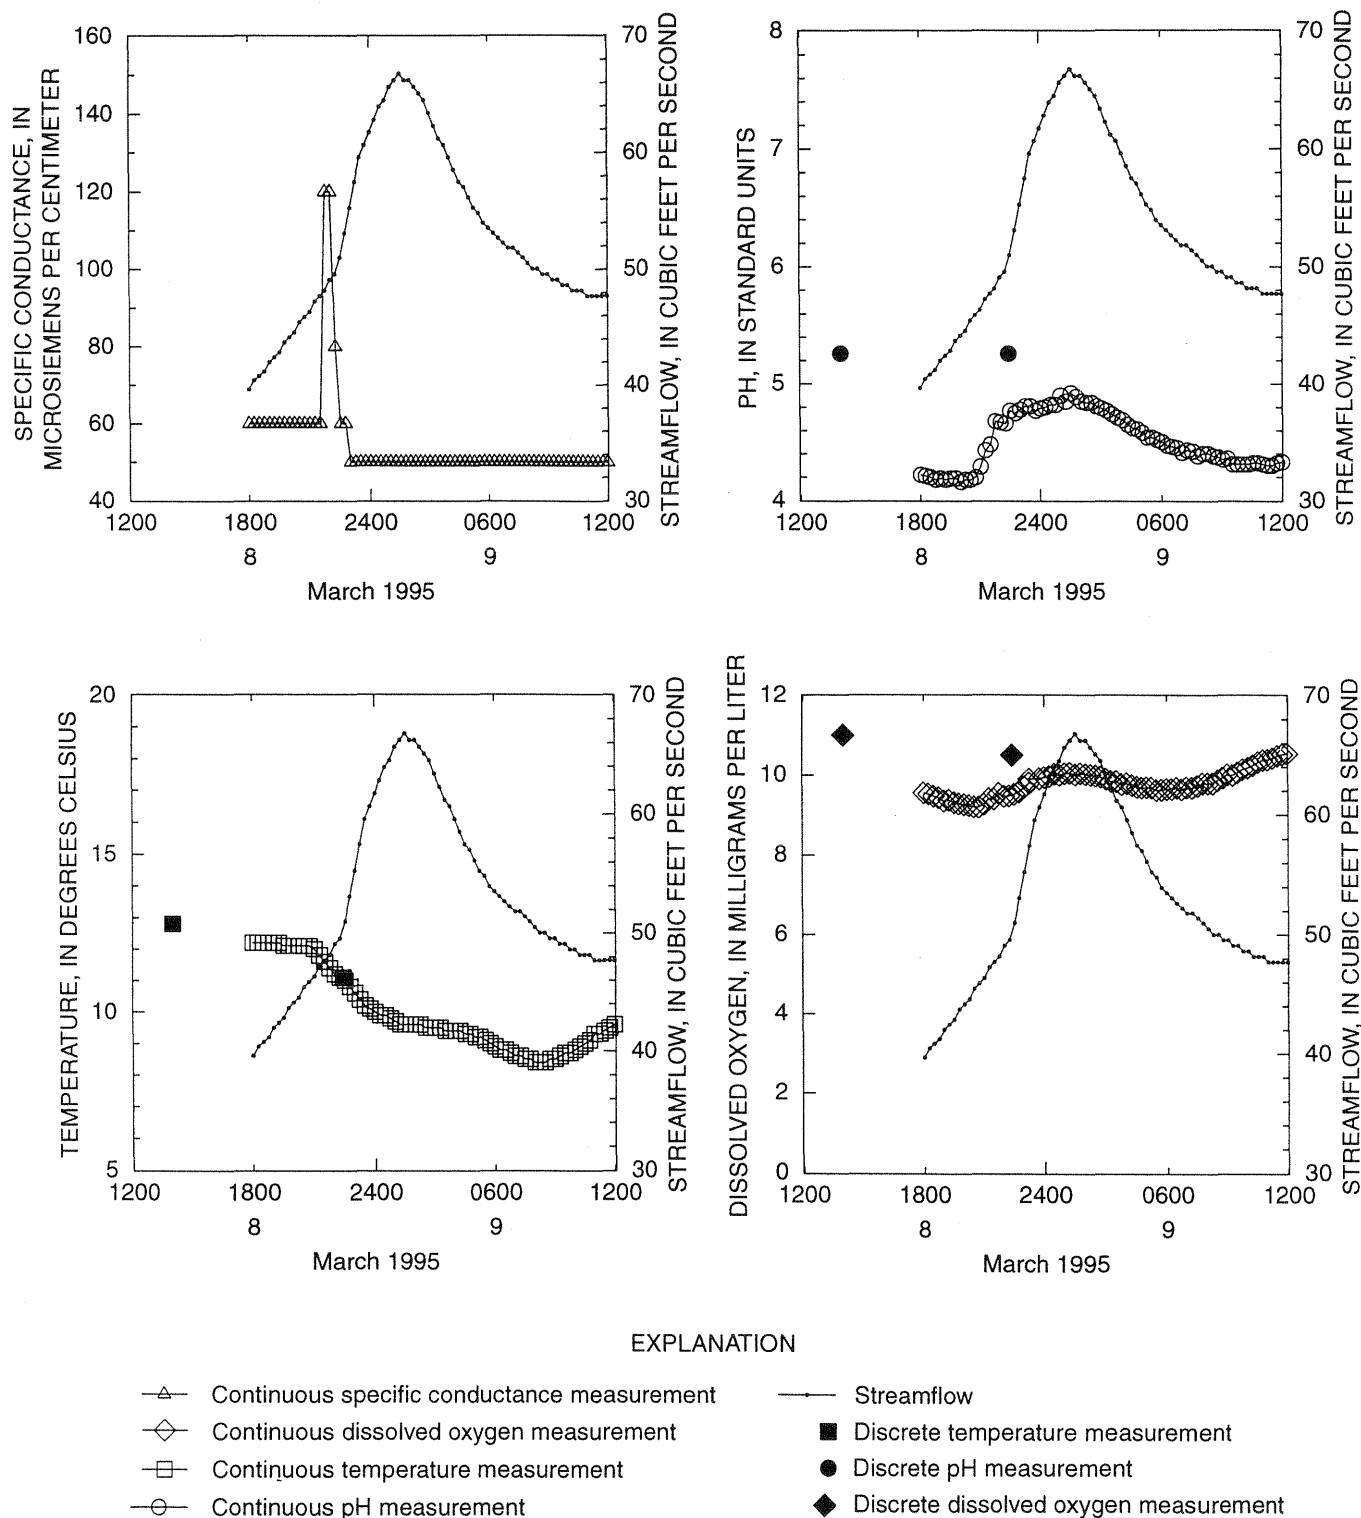 160
140
120
100
80
60
40
SPECIFIC CONDUCTANCE, IN
MICROSIEMENS PER CENTIMETER
70
60
50
40
30
STREAMFLOW, IN CUBIC FEET PER SECOND
1200 1800 2400 0600 1200
8 9
March 1995
8
7
6
5
4
PH, IN STANDARD UNITS
70
60
50
40
30
STREAMFLOW, IN CUBIC FEET PER SECOND
1200 1800 2400 0600 1200
8 9
March 1995
20
15
10
5
TEMPERATURE, IN DEGREES CELSIUS
70
60
50
40
30
STREAMFLOW, IN CUBIC FEET PER SECOND
1200 1800 2400 0600 1200
8 9
March 1995
12
10
8
6
4
2
0
DISSOLVED OXYGEN, IN MILLIGRAMS PER LITER
70
60
50
40
30
STREAMFLOW, IN CUBIC FEET PER SECOND
1200 1800 2400 0600 1200
8 9
March 1995
EXPLANATION
Continuous specific conductance measurement
Continuous dissolved oxygen measurement
Continuous temperature measurement
Continuous pH measurement
Streamflow
Discrete temperature measurement
Discrete pH measurement
Discrete dissolved oxygen measurement